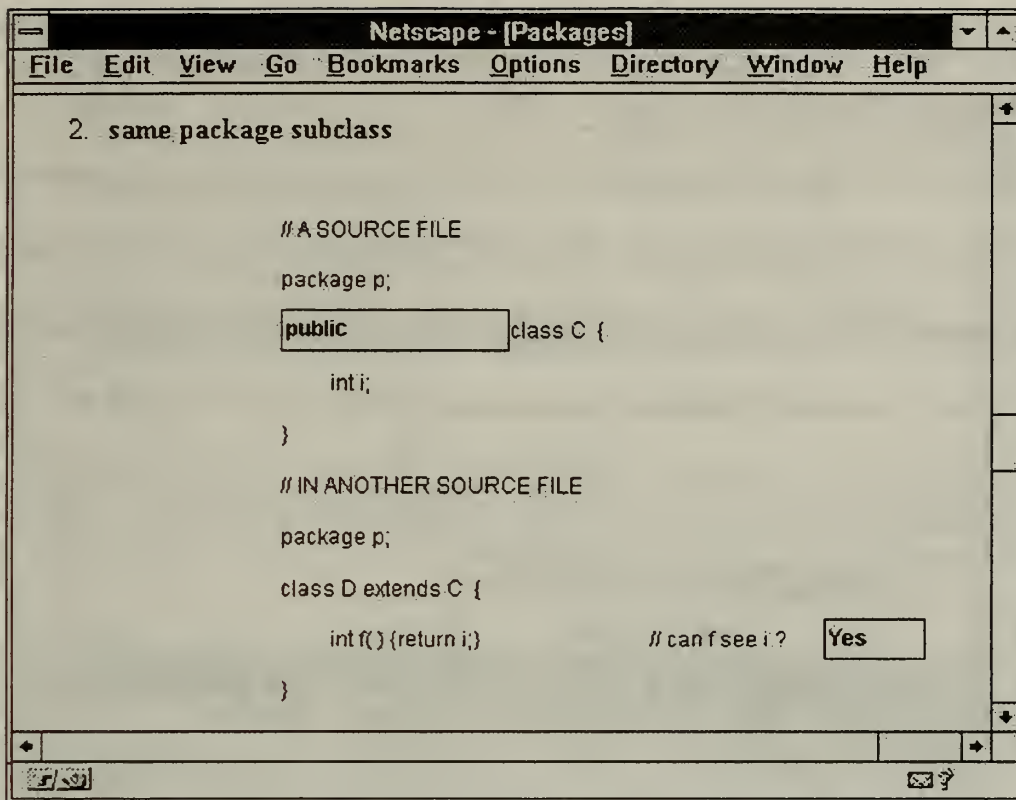 Netscape - [Packages]
File Edit View Go Bookmarks Options Directory Window Help
2. same package subclass
// A SOURCE FILE
package p;
public class C {
int i;
}
// IN ANOTHER SOURCE FILE
package p;
class D extends C {
int f( ) {return i;} // can f see i ? Yes
}